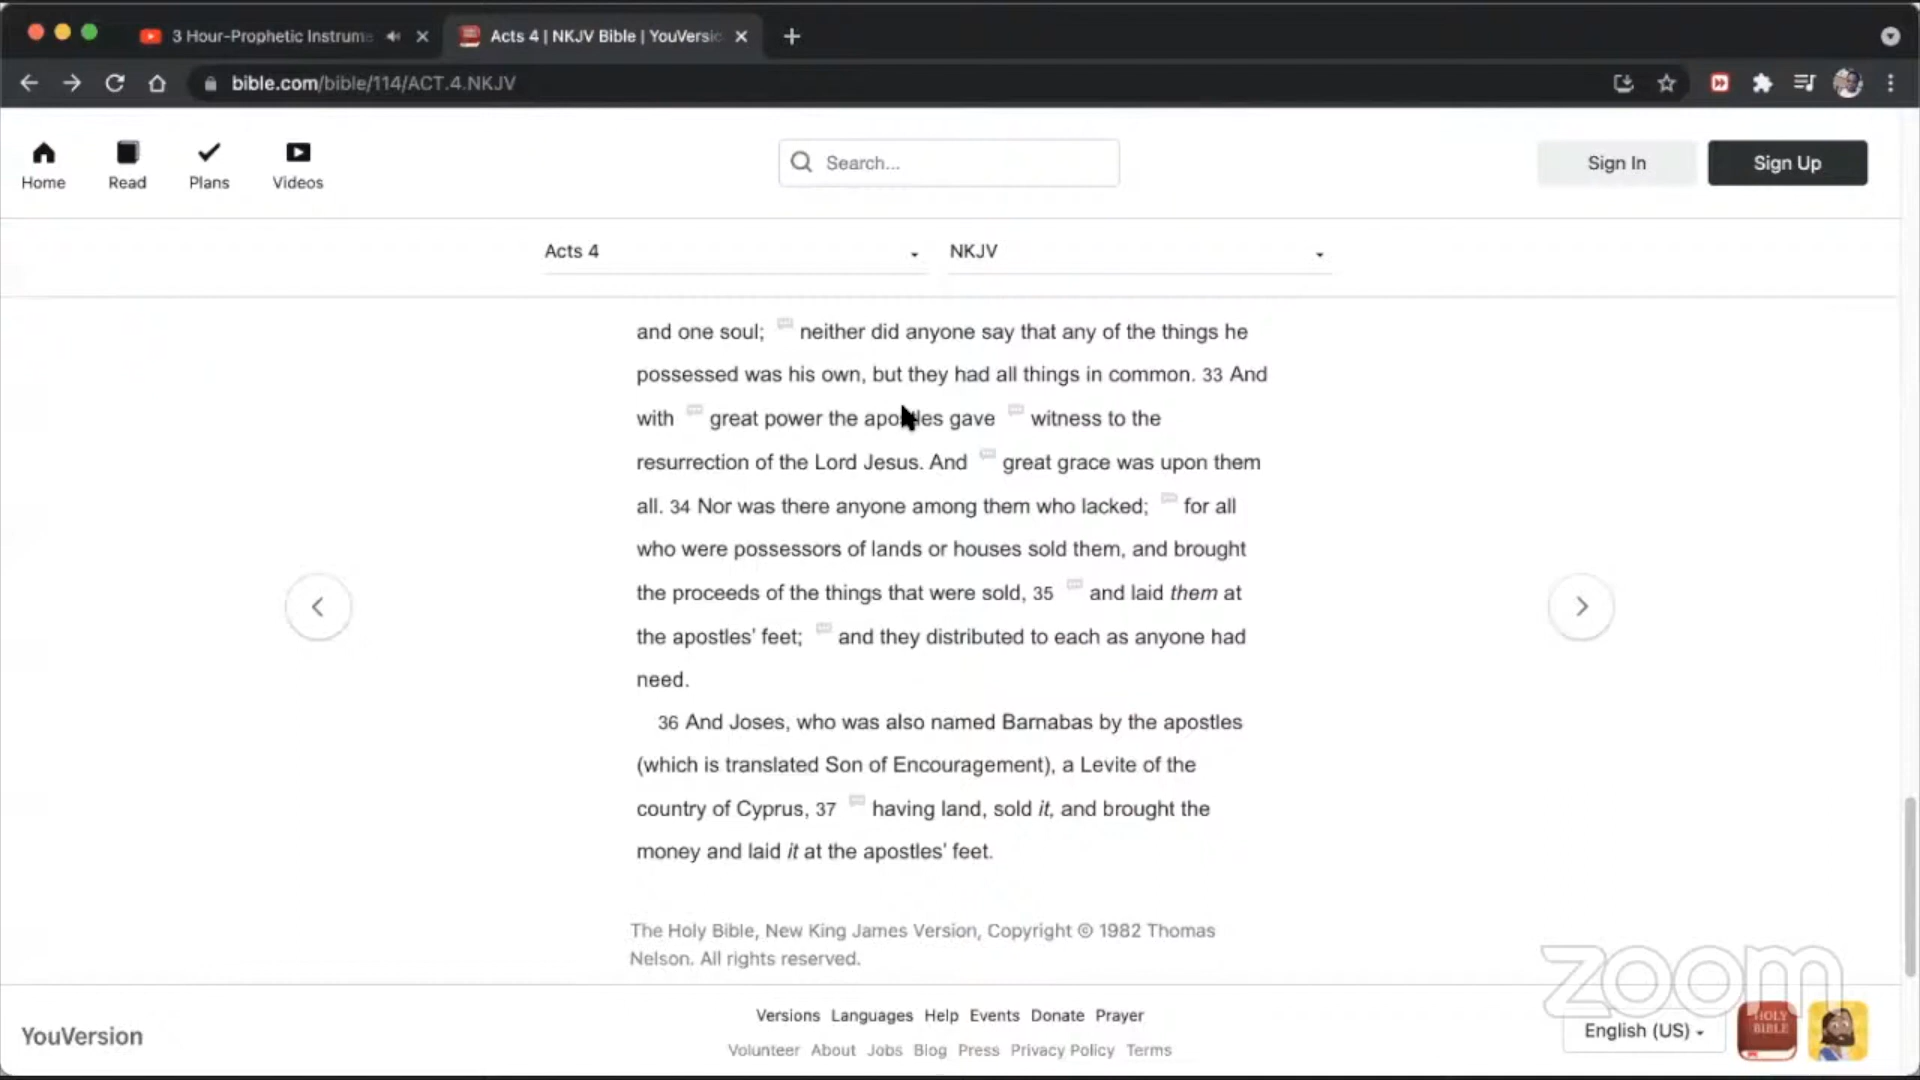 3 Hour-Prophetic Instrume
Acts 4 | NKJV Bible | YouVersic
bible.com/bible/114/ACT.4.NKJV
Home
Read
Plans
Videos
Search...
Sign In
Sign Up
Acts 4
NKJV
and one soul; neither did anyone say that any of the things he
possessed was his own, but they had all things in common. 33 And
with great power the apostles gave witness to the
resurrection of the Lord Jesus. And great grace was upon them
all. 34 Nor was there anyone among them who lacked; for all
who were possessors of lands or houses sold them, and brought
the proceeds of the things that were sold, 35 and laid them at
the apostles’ feet; and they distributed to each as anyone had
need.
36 And Joses, who was also named Barnabas by the apostles
(which is translated Son of Encouragement), a Levite of the
country of Cyprus, 37 having land, sold it, and brought the
money and laid it at the apostles’ feet.
The Holy Bible, New King James Version, Copyright © 1982 Thomas
Nelson. All rights reserved.
zoom
YouVersion
Versions Languages Help Events Donate Prayer
Volunteer About Jobs Blog Press Privacy Policy Terms
English (US)
HOLY
BIBLE